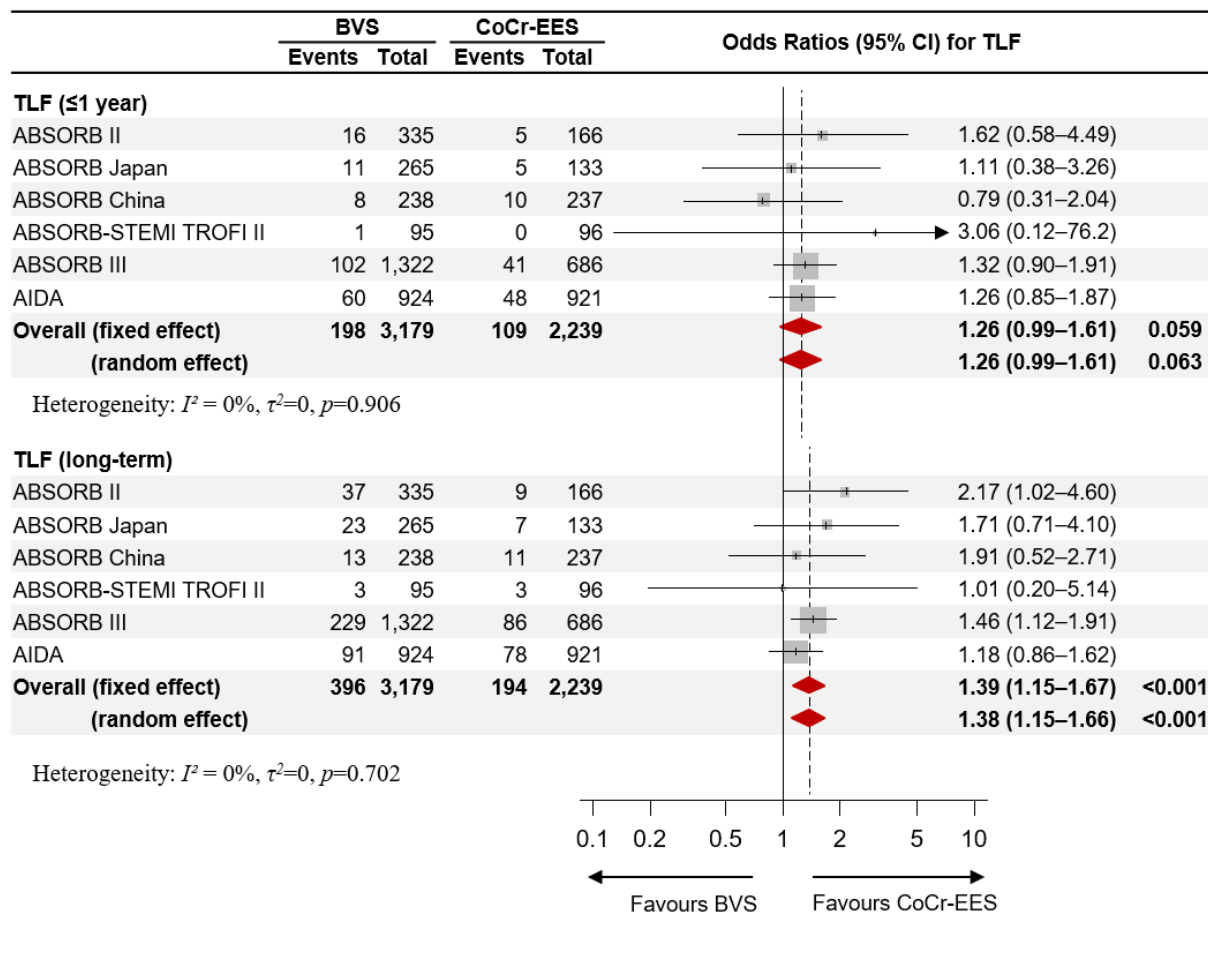 BVS CoCr-EES Odds Ratios (95% CI) for TLF
Events Total Events Total
TLF (≤1 year)
ABSORB II 16 335 5 166 1.62 (0.58–4.49)
ABSORB Japan 11 265 5 133 1.11 (0.38–3.26)
ABSORB China 8 238 10 237 0.79 (0.31–2.04)
ABSORB-STEMI TROFI II 1 95 0 96 3.06 (0.12–76.2)
ABSORB III 102 1,322 41 686 1.32 (0.90–1.91)
AIDA 60 924 48 921 1.26 (0.85–1.87)
Overall (fixed effect) 198 3,179 109 2,239 1.26 (0.99–1.61) 0.059
(random effect) 1.26 (0.99–1.61) 0.063
Heterogeneity: I² = 0%, τ²=0, p=0.906
TLF (long-term)
ABSORB II 37 335 9 166 2.17 (1.02–4.60)
ABSORB Japan 23 265 7 133 1.71 (0.71–4.10)
ABSORB China 13 238 11 237 1.91 (0.52–2.71)
ABSORB-STEMI TROFI II 3 95 3 96 1.01 (0.20–5.14)
ABSORB III 229 1,322 86 686 1.46 (1.12–1.91)
AIDA 91 924 78 921 1.18 (0.86–1.62)
Overall (fixed effect) 396 3,179 194 2,239 1.39 (1.15–1.67) <0.001
(random effect) 1.38 (1.15–1.66) <0.001
Heterogeneity: I² = 0%, τ²=0, p=0.702
0.1 0.2 0.5 1 2 5 10
Favours BVS Favours CoCr-EES